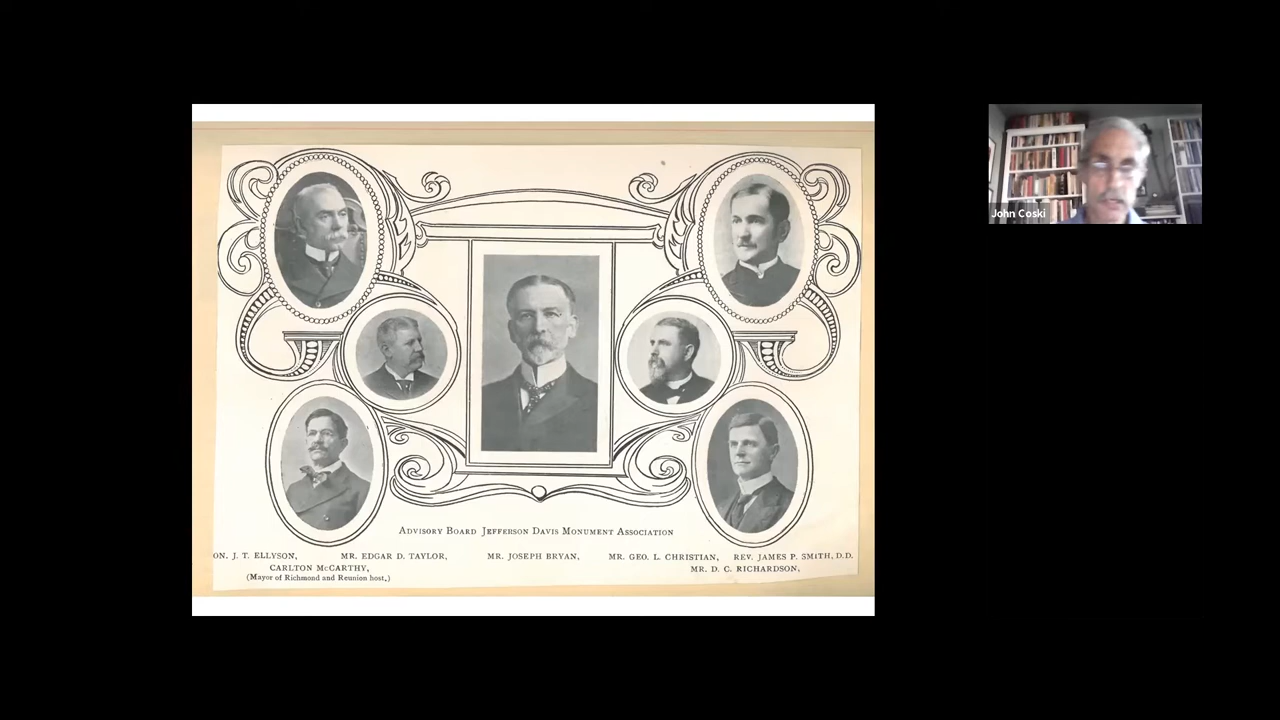 John Coski
ADVISORY BOARD JEFFERSON DAVIS MONUMENT ASSOCIATION
ON. J. T. ELLYSON, MR. EDGAR D. TAYLOR, MR. JOSEPH BRYAN, MR. GEO. L. CHRISTIAN, REV. JAMES P. SMITH, D.D.
CARLTON McCARTHY, MR. D. C. RICHARDSON,
(Mayor of Richmond and Reunion host.)